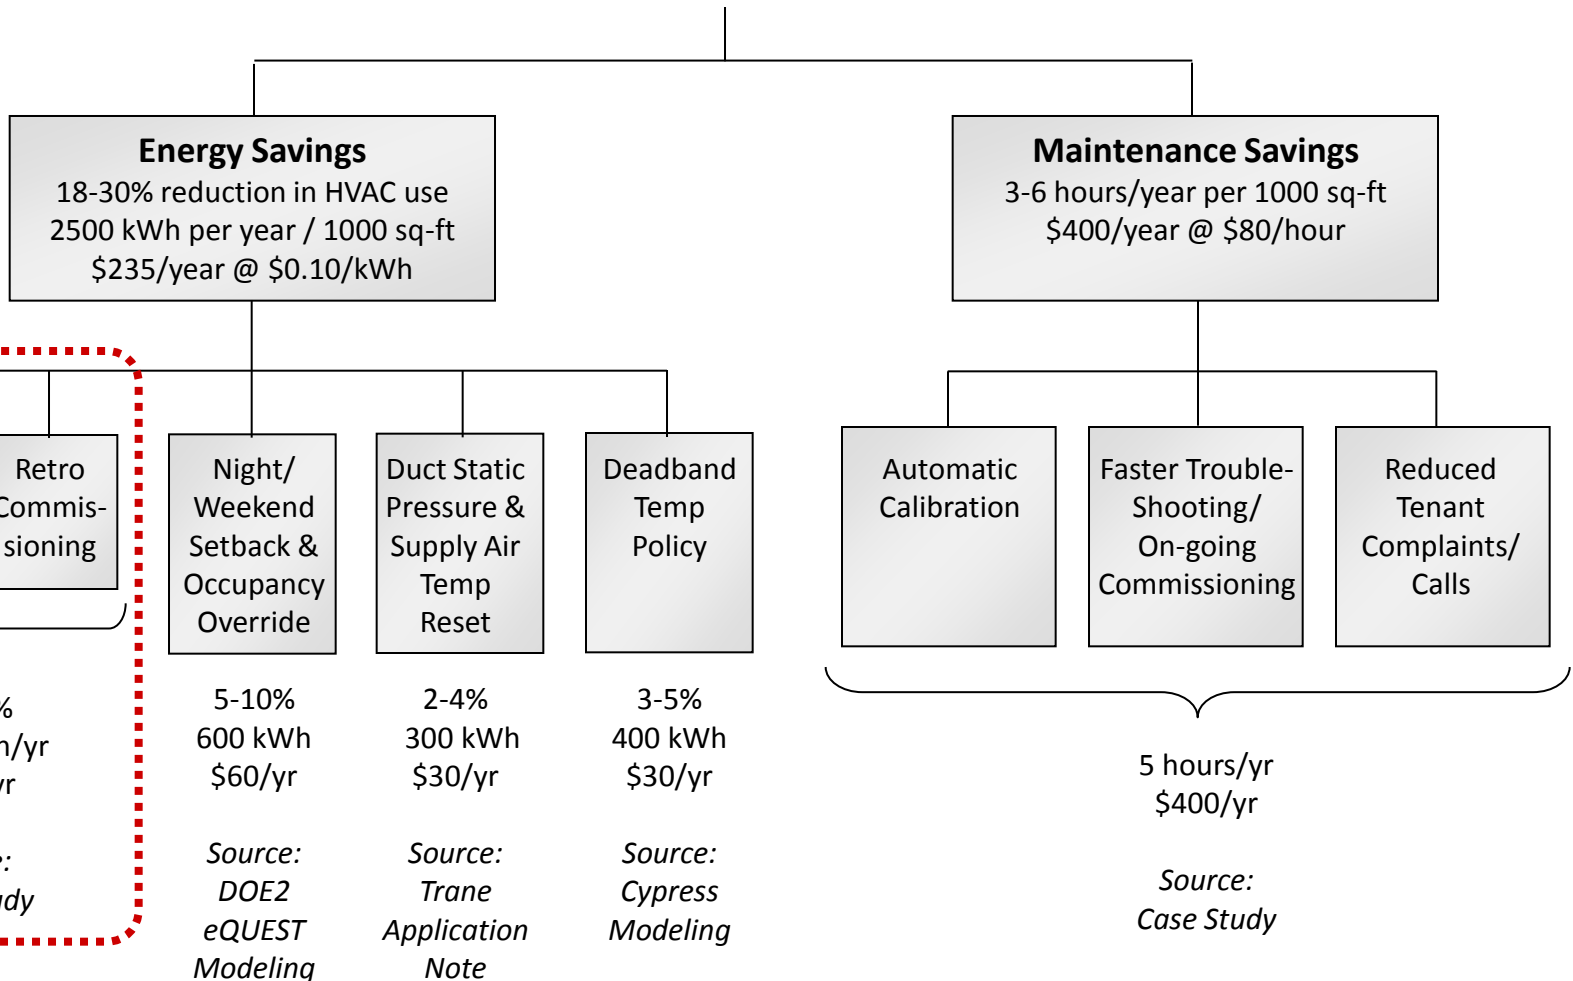 Energy Savings
18-30% reduction in HVAC use
2500 kWh per year / 1000 sq-ft
$235/year @ $0.10/kWh
Maintenance Savings
3-6 hours/year per 1000 sq-ft
$400/year @ $80/hour
Retro
Commis-
sioning
Night/
Weekend
Setback &
Occupancy
Override
Duct Static
Pressure &
Supply Air
Temp
Reset
Deadband
Temp
Policy
Automatic
Calibration
Faster Trouble-
Shooting/
On-going
Commissioning
Reduced
Tenant
Complaints/
Calls
%
5-10%
600 kWh
$60/yr
Source:
DOE2
eQUEST
Modeling
2-4%
300 kWh
$30/yr
Source:
Trane
Application
Note
3-5%
400 kWh
$30/yr
Source:
Cypress
Modeling
5 hours/yr
$400/yr
Source:
Case Study